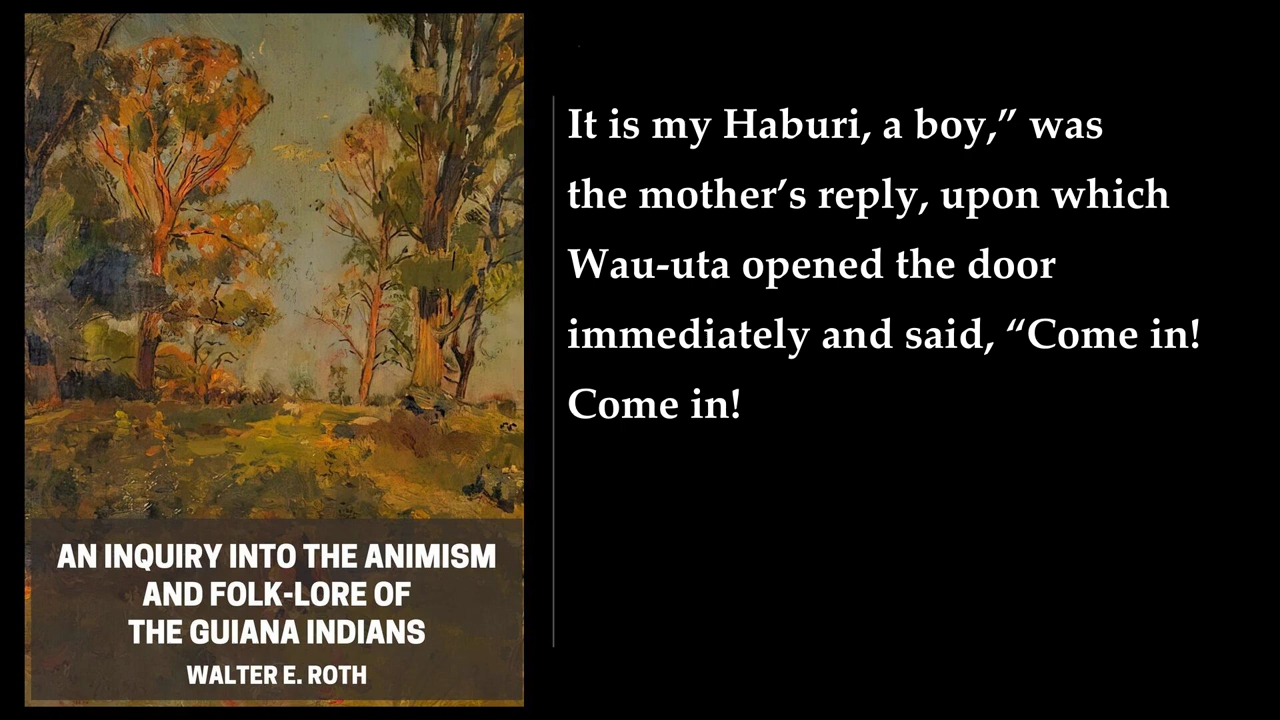 It is my Haburi, a boy,” was
the mother’s reply, upon which
Wau-uta opened the door
immediately and said, “Come in!
Come in!
AN INQUIRY INTO THE ANIMISM
AND FOLK-LORE OF
THE GUIANA INDIANS
WALTER E. ROTH